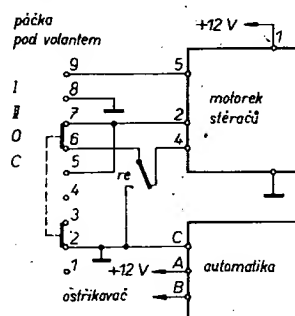 páčka
pod volantem
+12 V
1
I
II
O
C
9
8
7
6
5
4
3
2
1
5
2
4
motorek
stěračů
re
C
A
B
+12 V
automatika
ostřikovač